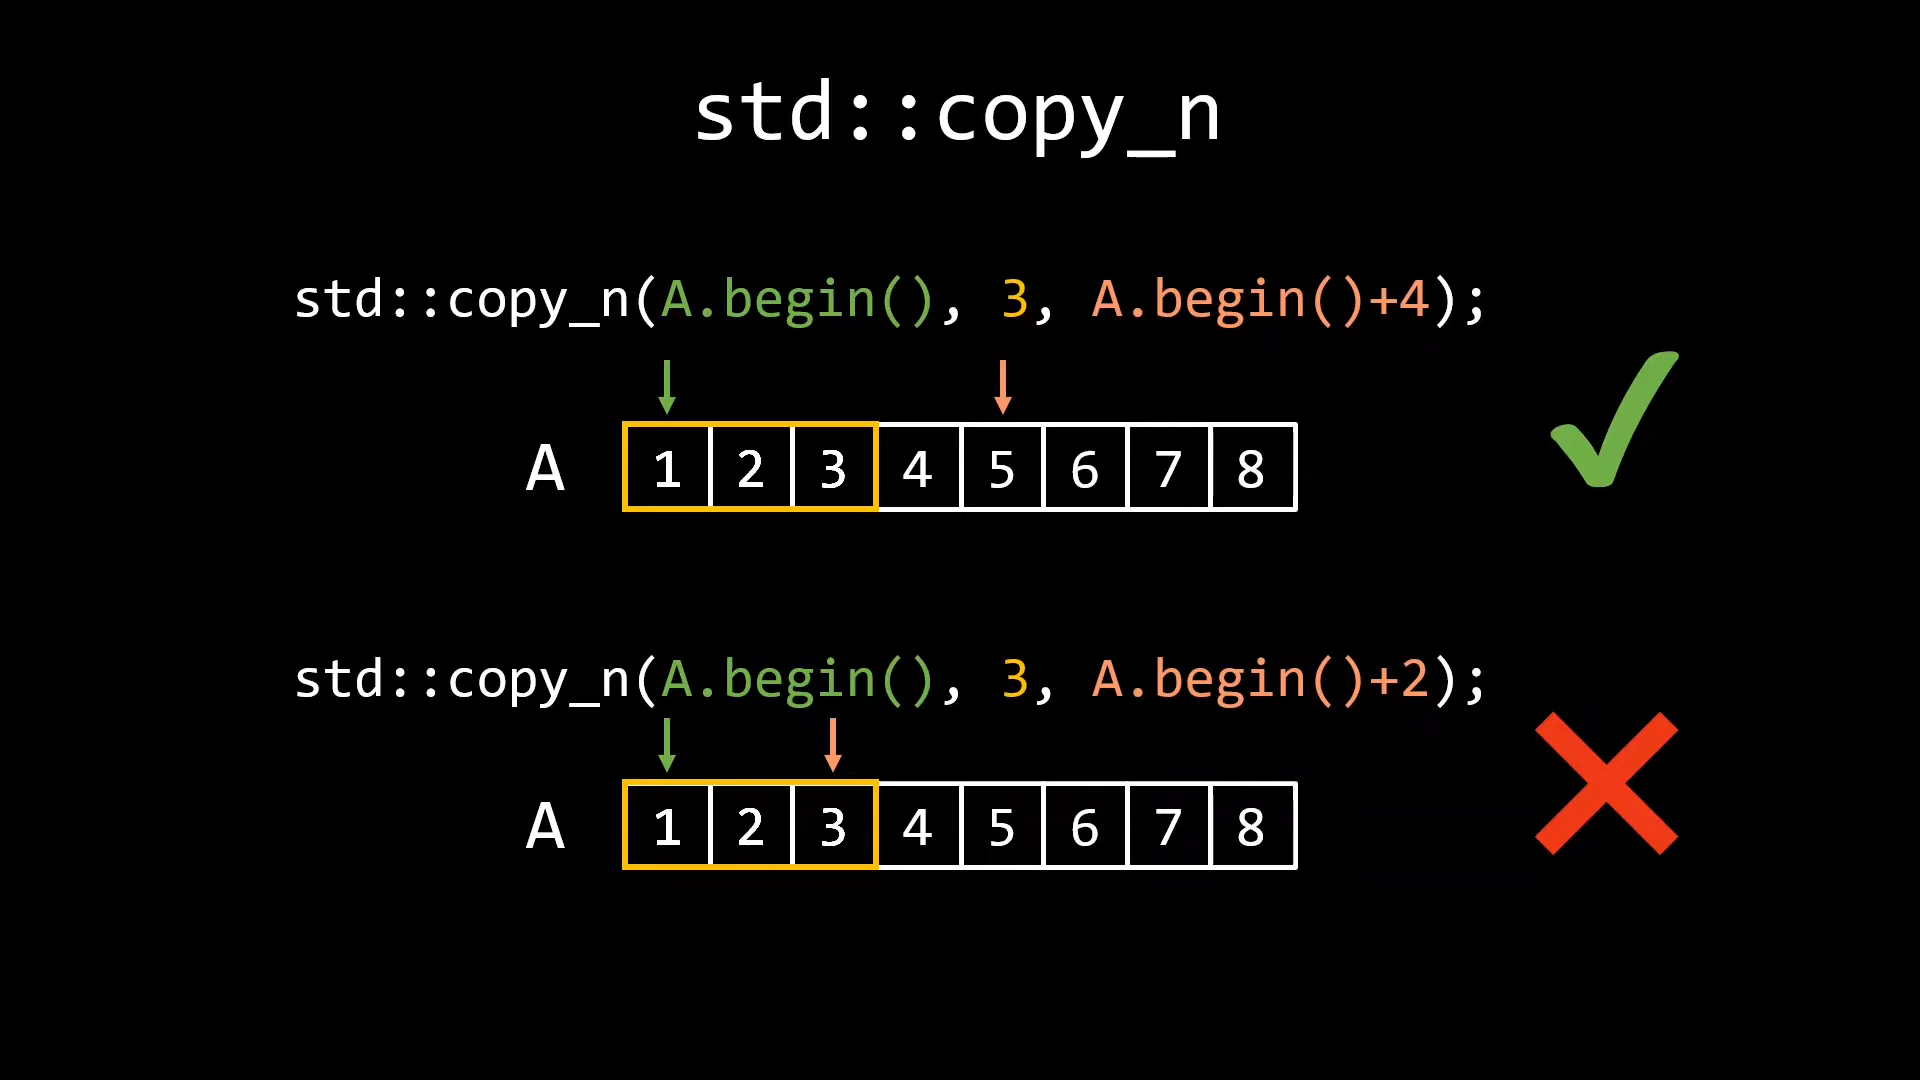 std::copy_n
std::copy_n(A.begin(), 3, A.begin()+4);
A 1 2 3 4 5 6 7 8
std::copy_n(A.begin(), 3, A.begin()+2);
A 1 2 3 4 5 6 7 8